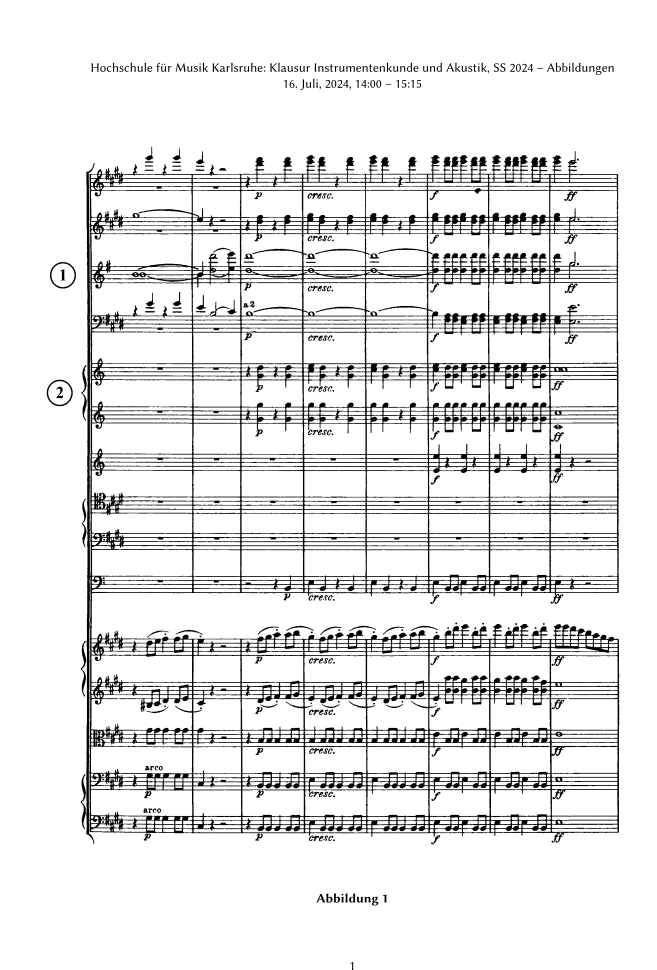 Hochschule für Musik Karlsruhe: Klausur Instrumentenkunde und Akustik, SS 2024 – Abbildungen
16. Juli, 2024, 14:00 – 15:15
p cresc. f ff
p cresc. f ff
1
p cresc. f ff
a 2
p cresc. f ff
2
p cresc. f ff
p cresc. f ff
f ff
p cresc. f ff
p cresc. f ff
p cresc. f ff
p cresc. f ff
arco
p p cresc. f ff
arco
p p cresc. f ff
Abbildung 1
1